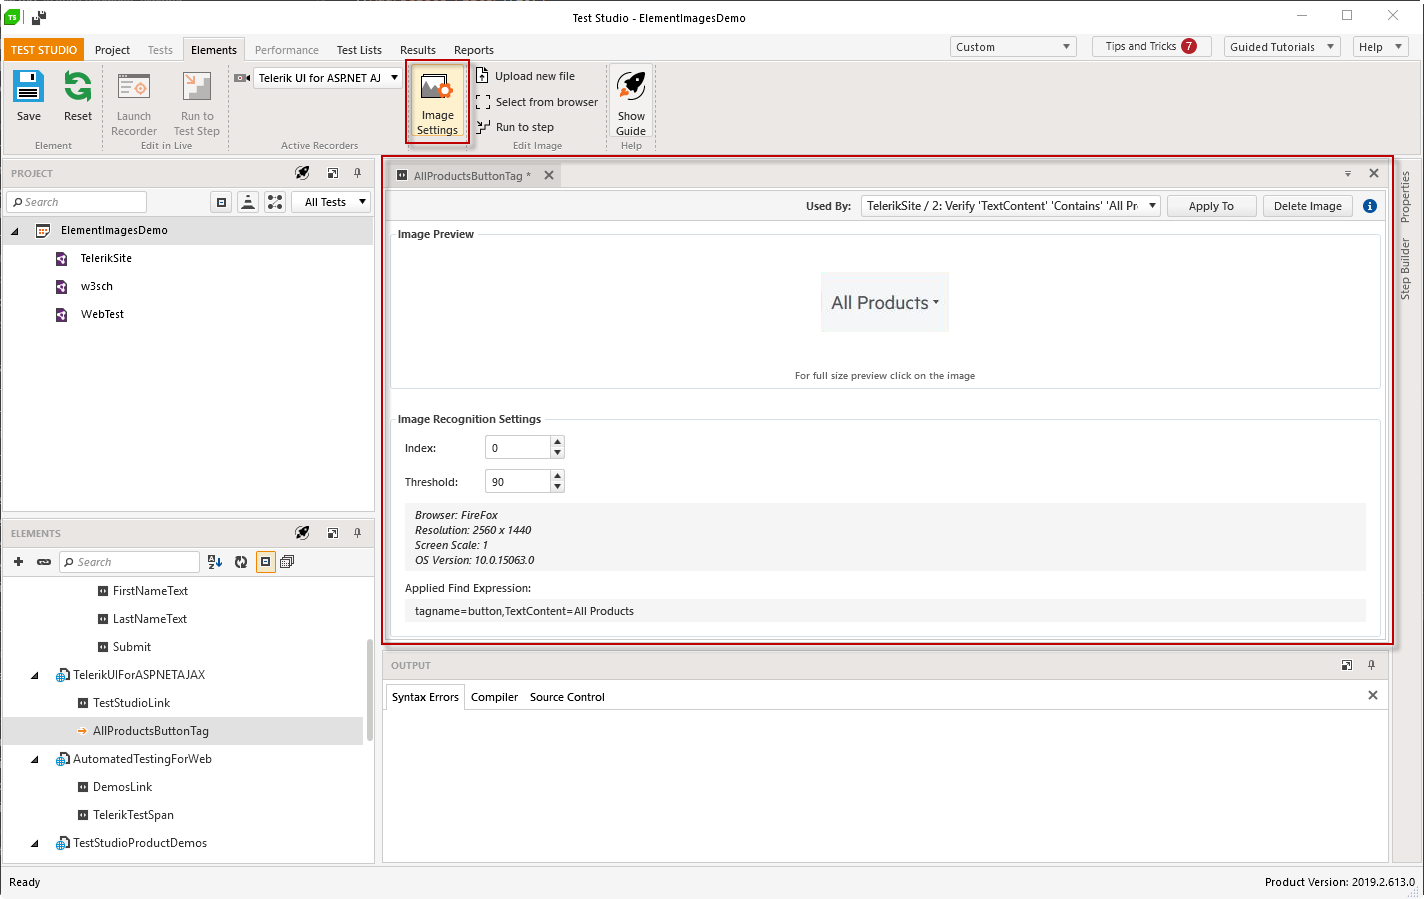 TS
Test Studio - ElementImagesDemo
TEST STUDIO
Project
Tests
Elements
Performance
Test Lists
Results
Reports
Custom
Tips and Tricks 7
Guided Tutorials
Help
Save
Reset
Element
Launch
Recorder
Run to
Test Step
Edit in Live
Telerik UI for ASP.NET AJ
Active Recorders
Image
Settings
Upload new file
Select from browser
Run to step
Edit Image
Show
Guide
Help
PROJECT
Search
All Tests
ElementImagesDemo
TelerikSite
w3sch
WebTest
ELEMENTS
Search
FirstNameText
LastNameText
Submit
TelerikUIForASPNETAJAX
TestStudioLink
AllProductsButtonTag
AutomatedTestingForWeb
DemosLink
TelerikTestSpan
TestStudioProductDemos
AllProductsButtonTag *
Used By:
TelerikSite / 2: Verify 'TextContent' 'Contains' 'All Pr
Apply To
Delete Image
Image Preview
All Products
For full size preview click on the image
Image Recognition Settings
Index:
0
Threshold:
90
Browser: FireFox
Resolution: 2560 x 1440
Screen Scale: 1
OS Version: 10.0.15063.0
Applied Find Expression:
tagname=button,TextContent=All Products
OUTPUT
Syntax Errors
Compiler
Source Control
Properties
Step Builder
Ready
Product Version: 2019.2.613.0